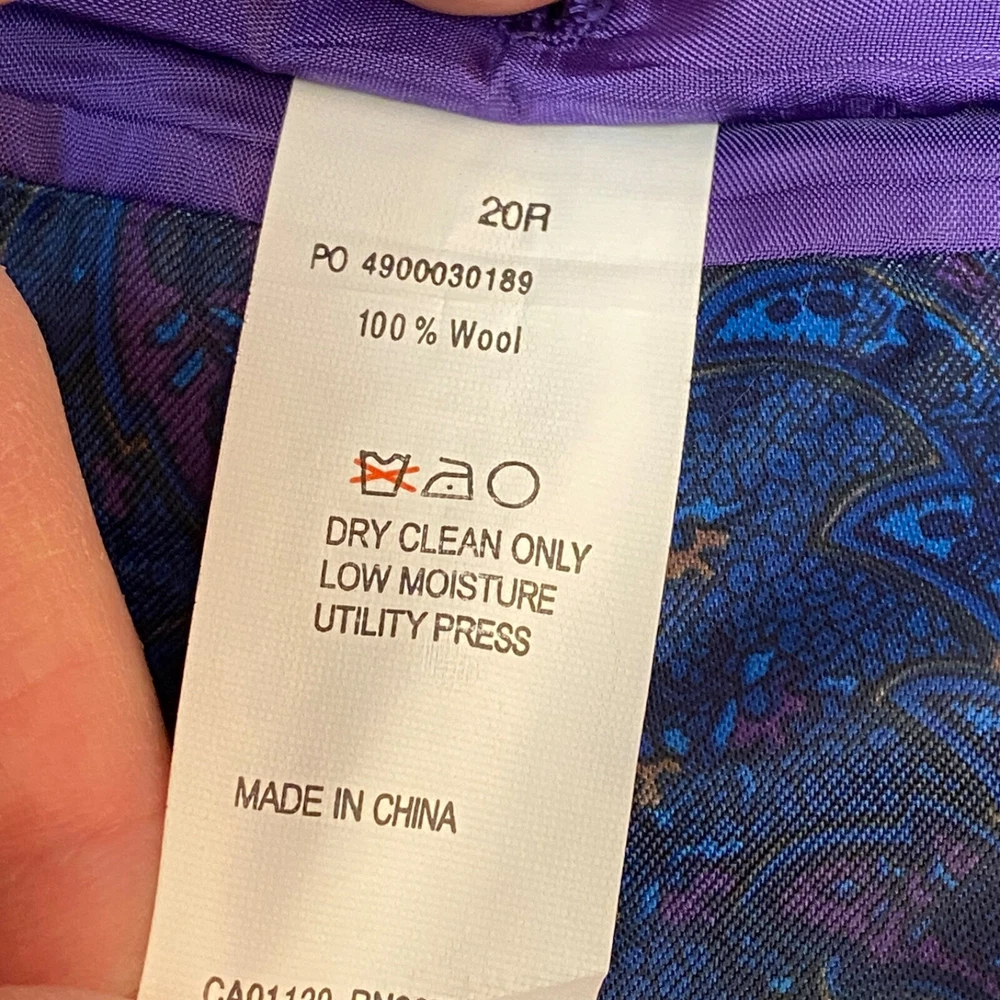 20R
PO 4900030189
100 % Wool
DRY CLEAN ONLY
LOW MOISTURE
UTILITY PRESS
MADE IN CHINA